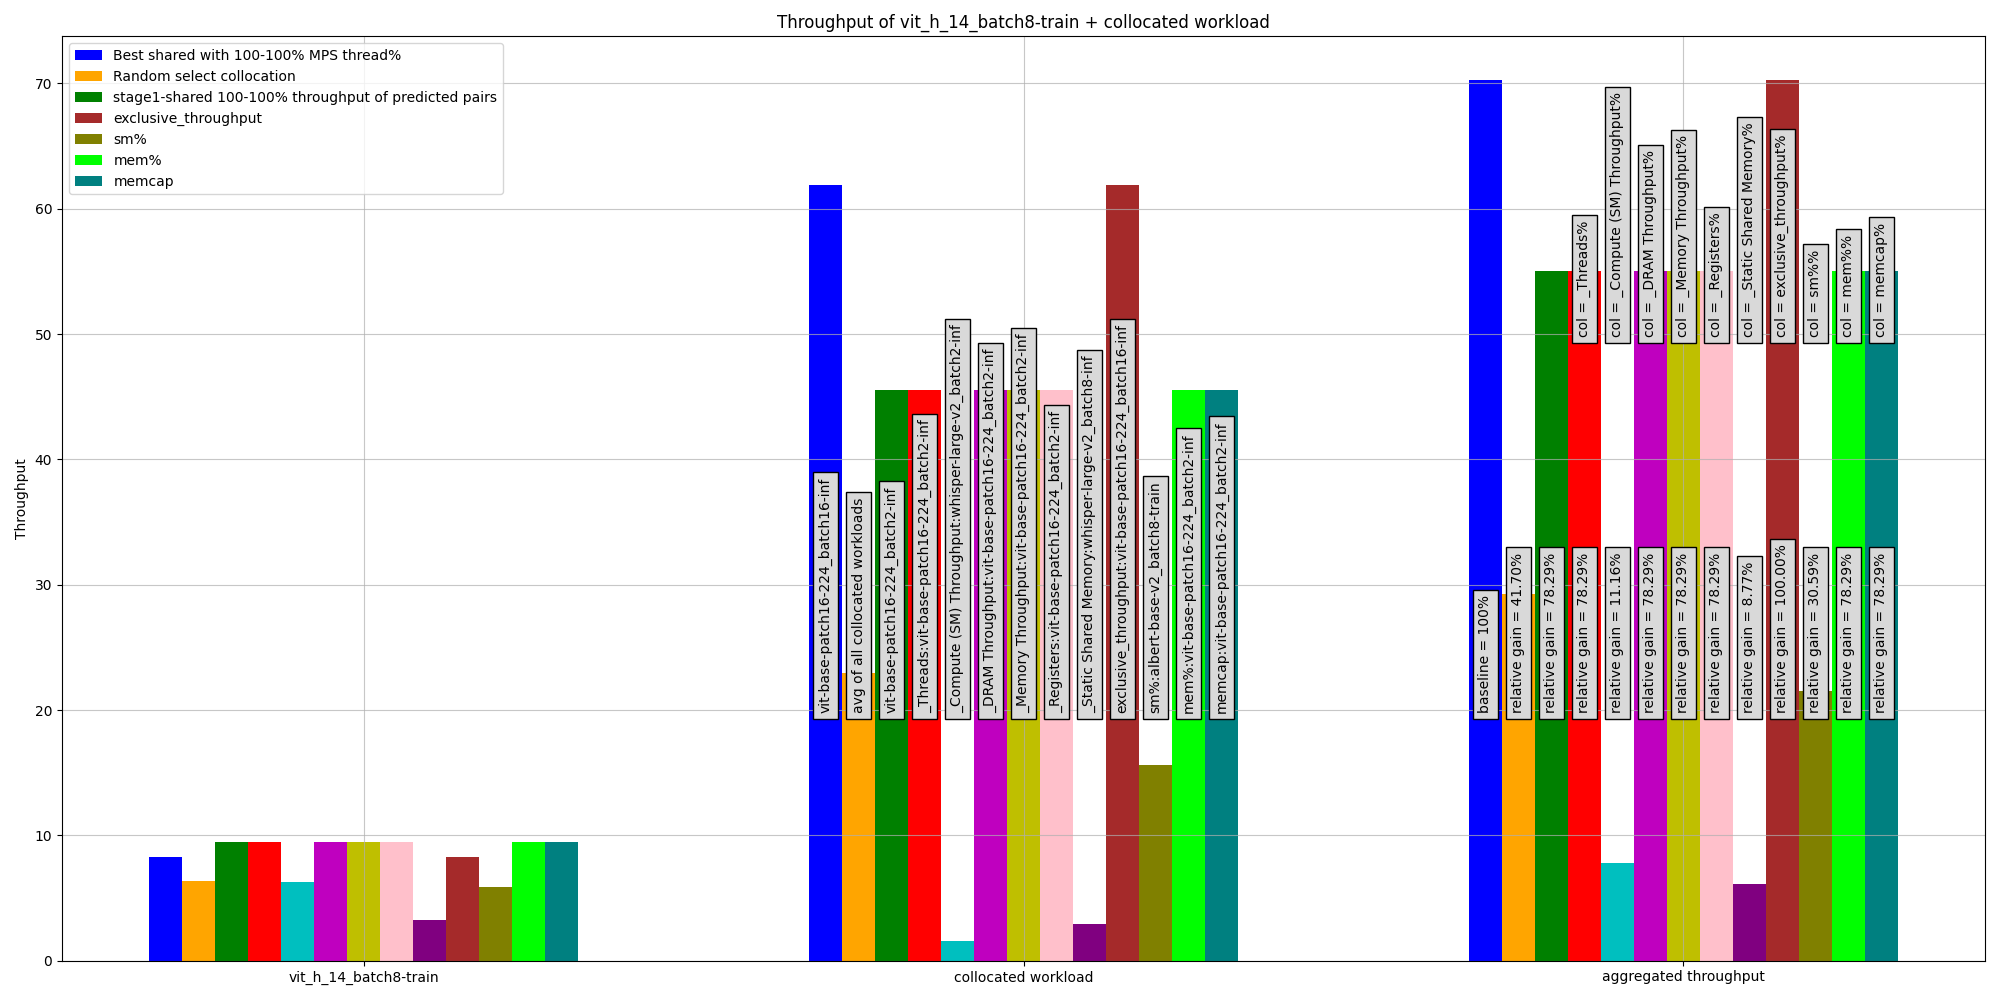 Throughput of vit_h_14_batch8-train + collocated workload
Best shared with 100-100% MPS thread%
Random select collocation
stage1-shared 100-100% throughput of predicted pairs
exclusive_throughput
sm%
mem%
memcap
Throughput
70
60
50
40
30
20
10
0
vit-base-patch16-224_batch16-inf
avg of all collocated workloads
vit-base-patch16-224_batch2-inf
_Threads:vit-base-patch16-224_batch2-inf
_Compute (SM) Throughput:whisper-large-v2_batch2-inf
_DRAM Throughput:vit-base-patch16-224_batch2-inf
_Memory Throughput:vit-base-patch16-224_batch2-inf
_Registers:vit-base-patch16-224_batch2-inf
_Static Shared Memory:whisper-large-v2_batch8-inf
exclusive_throughput:vit-base-patch16-224_batch16-inf
sm%:albert-base-v2_batch8-train
mem%:vit-base-patch16-224_batch2-inf
memcap:vit-base-patch16-224_batch2-inf
col = _Threads%
col = _Compute (SM) Throughput%
col = _DRAM Throughput%
col = _Memory Throughput%
col = _Registers%
col = _Static Shared Memory%
col = exclusive_throughput%
col = sm%%
col = mem%%
col = memcap%
baseline = 100%
relative gain = 41.70%
relative gain = 78.29%
relative gain = 78.29%
relative gain = 11.16%
relative gain = 78.29%
relative gain = 78.29%
relative gain = 78.29%
relative gain = 8.77%
relative gain = 100.00%
relative gain = 30.59%
relative gain = 78.29%
relative gain = 78.29%
vit_h_14_batch8-train
collocated workload
aggregated throughput